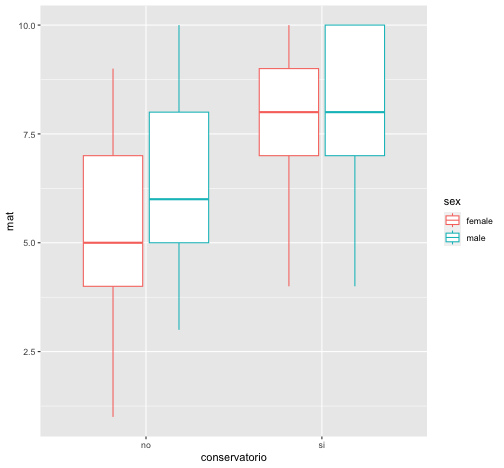 10.0
7.5
5.0
2.5
mat
no
si
conservatorio
sex
female
male